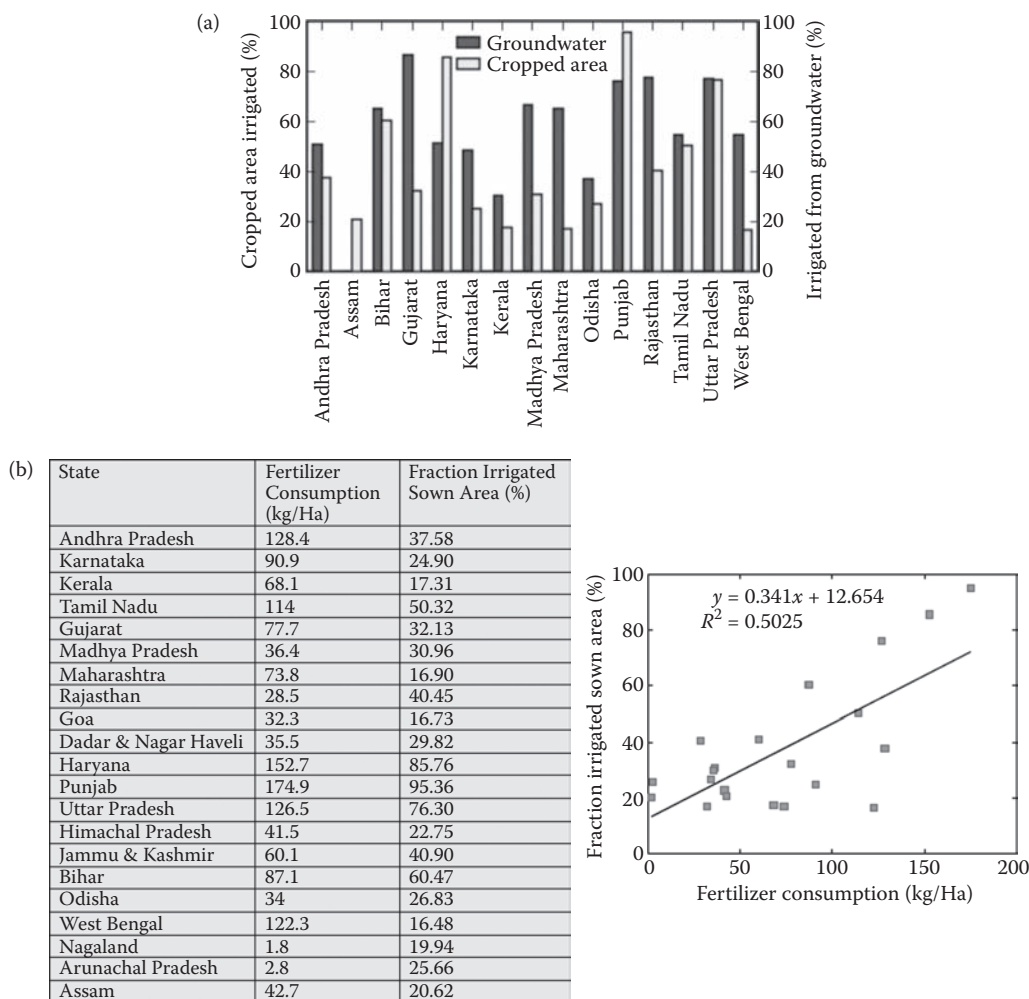 (a)
Cropped area irrigated (%)
100
80
60
40
20
0
Groundwater
Cropped area
100
80
60
40
20
0
Irrigated from groundwater (%)
Andhra Pradesh
Assam
Bihar
Gujarat
Haryana
Karnataka
Kerala
Madhya Pradesh
Maharashtra
Odisha
Punjab
Rajasthan
Tamil Nadu
Uttar Pradesh
West Bengal
(b)
State Fertilizer Consumption (kg/Ha) Fraction Irrigated Sown Area (%)
Andhra Pradesh 128.4 37.58
Karnataka 90.9 24.90
Kerala 68.1 17.31
Tamil Nadu 114 50.32
Gujarat 77.7 32.13
Madhya Pradesh 36.4 30.96
Maharashtra 73.8 16.90
Rajasthan 28.5 40.45
Goa 32.3 16.73
Dadar & Nagar Haveli 35.5 29.82
Haryana 152.7 85.76
Punjab 174.9 95.36
Uttar Pradesh 126.5 76.30
Himachal Pradesh 41.5 22.75
Jammu & Kashmir 60.1 40.90
Bihar 87.1 60.47
Odisha 34 26.83
West Bengal 122.3 16.48
Nagaland 1.8 19.94
Arunachal Pradesh 2.8 25.66
Assam 42.7 20.62
Fraction irrigated sown area (%)
100
80
60
40
20
0
y = 0.341x + 12.654
R² = 0.5025
0 50 100 150 200
Fertilizer consumption (kg/Ha)